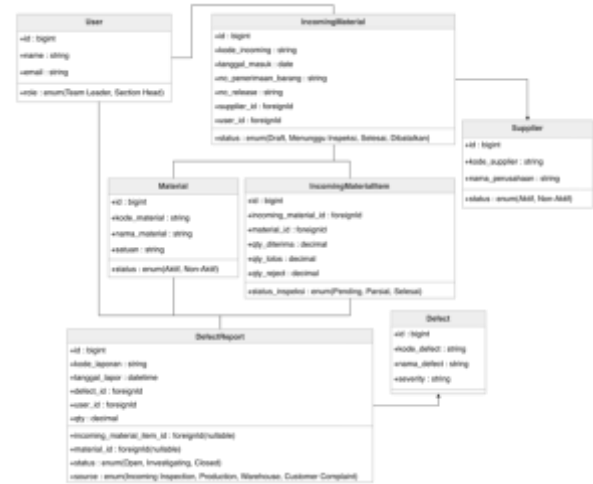 User
+id : bigint
+name : string
+email : string
+role : enum(Team Leader, Section Head)
IncomingMaterial
+id : bigint
+kode_incoming : string
+tanggal_masuk : date
+no_penerimaan_barang : string
+no_release : string
+supplier_id : foreignId
+user_id : foreignId
+status : enum(Draft, Menunggu Inspeksi, Selesai, Dibatalkan)
Supplier
+id : bigint
+kode_supplier : string
+nama_perusahaan : string
+status : enum(Aktif, Non-Aktif)
Material
+id : bigint
+kode_material : string
+nama_material : string
+satuan : string
+status : enum(Aktif, Non-Aktif)
IncomingMaterialItem
+id : bigint
+incoming_material_id : foreignId
+material_id : foreignId
+qty_diterima : decimal
+qty_lolos : decimal
+qty_reject : decimal
+status_inspeksi : enum(Pending, Parsial, Selesai)
DefectReport
+id : bigint
+kode_laporan : string
+tanggal_lapor : datetime
+defect_id : foreignId
+user_id : foreignId
+qty : decimal
+incoming_material_item_id : foreignId(nullable)
+material_id : foreignId(nullable)
+status : enum(Open, Investigating, Closed)
+source : enum(Incoming Inspection, Production, Warehouse, Customer Complaint)
Defect
+id : bigint
+kode_defect : string
+nama_defect : string
+severity : string